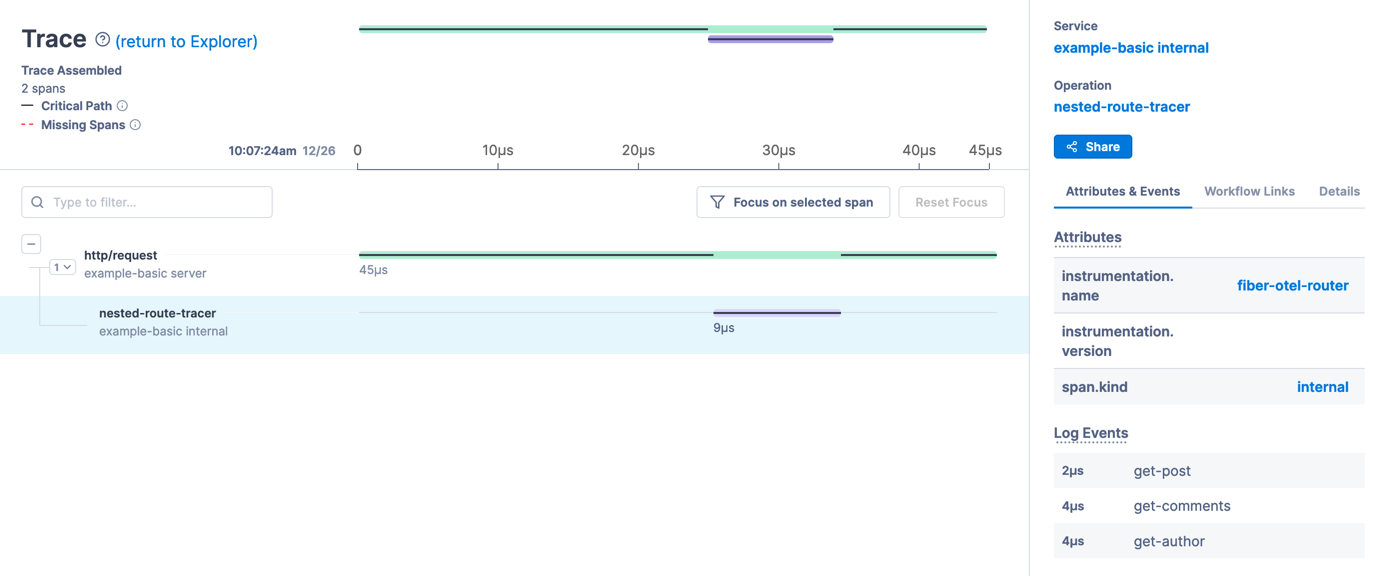 Trace (return to Explorer)
Trace Assembled
2 spans
Critical Path
Missing Spans
10:07:24am 12/26 0 10µs 20µs 30µs 40µs 45µs
Type to filter...
Focus on selected span
Reset Focus
1
http/request
example-basic server
45µs
nested-route-tracer
example-basic internal
9µs
Service
example-basic internal
Operation
nested-route-tracer
Share
Attributes & Events Workflow Links Details
Attributes
instrumentation.
name
fiber-otel-router
instrumentation.
version
span.kind internal
Log Events
2µs get-post
4µs get-comments
4µs get-author